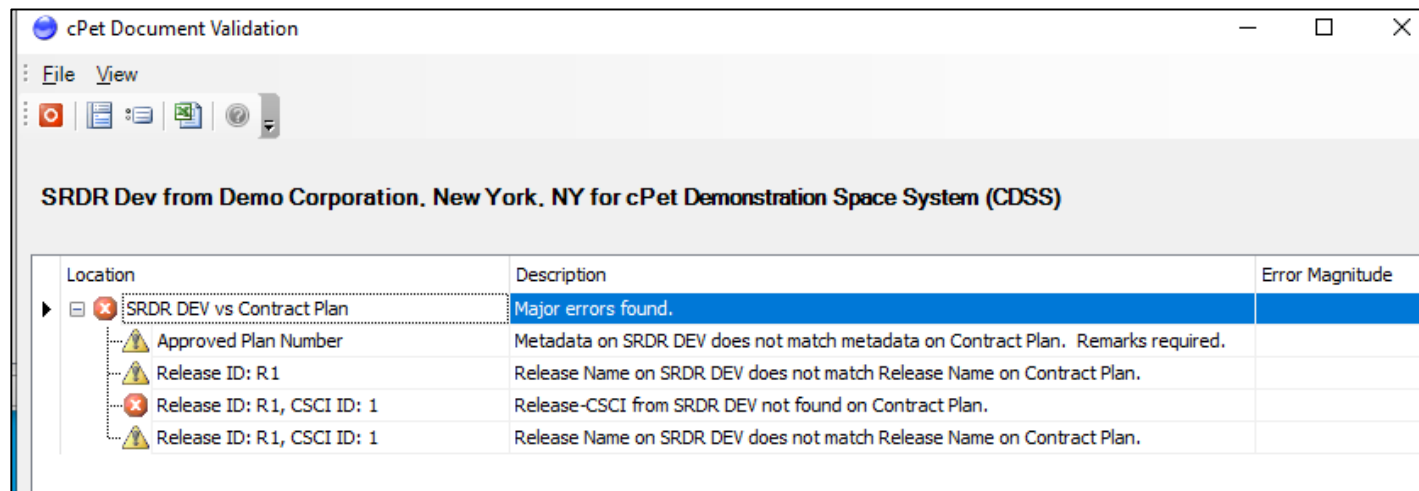 cPet Document Validation
File View
SRDR Dev from Demo Corporation, New York, NY for cPet Demonstration Space System (CDSS)
Location Description Error Magnitude
SRDR DEV vs Contract Plan Major errors found.
Approved Plan Number Metadata on SRDR DEV does not match metadata on Contract Plan. Remarks required.
Release ID: R1 Release Name on SRDR DEV does not match Release Name on Contract Plan.
Release ID: R1, CSCI ID: 1 Release-CSCI from SRDR DEV not found on Contract Plan.
Release ID: R1, CSCI ID: 1 Release Name on SRDR DEV does not match Release Name on Contract Plan.